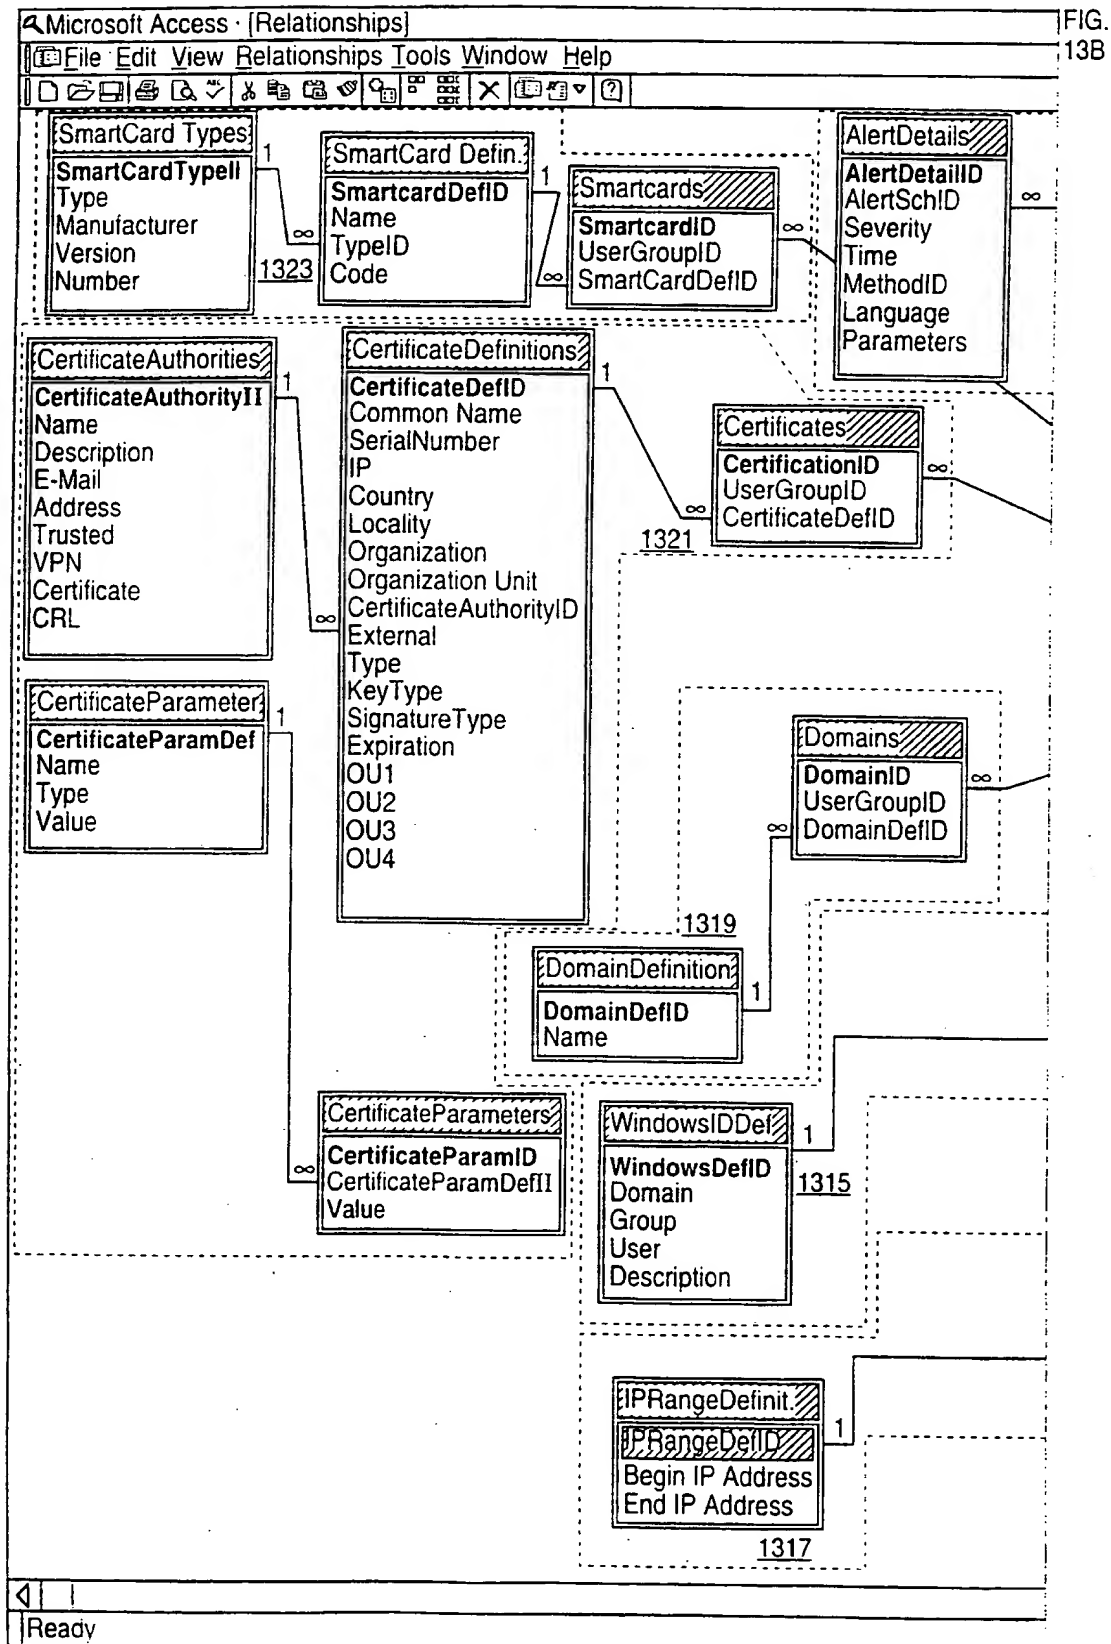 Microsoft Access · [Relationships]
FIG.
13B
File Edit View Relationships Tools Window Help
SmartCard Types
SmartCardTypeII
Type
Manufacturer
Version
Number
1
∞
1323
SmartCard Defin.
SmartcardDefID
Name
TypeID
Code
1
∞
Smartcards
SmartcardID
UserGroupID
SmartCardDefID
∞
AlertDetails
AlertDetailID
AlertSchID
Severity
Time
MethodID
Language
Parameters
∞
CertificateAuthorities
CertificateAuthorityII
Name
Description
E-Mail
Address
Trusted
VPN
Certificate
CRL
1
∞
CertificateDefinitions
CertificateDefID
Common Name
SerialNumber
IP
Country
Locality
Organization
Organization Unit
CertificateAuthorityID
External
Type
KeyType
SignatureType
Expiration
OU1
OU2
OU3
OU4
1
∞
1321
Certificates
CertificationID
UserGroupID
CertificateDefID
∞
CertificateParameter
CertificateParamDef
Name
Type
Value
1
∞
Domains
DomainID
UserGroupID
DomainDefID
∞
∞
1319
DomainDefinition
DomainDefID
Name
1
CertificateParameters
CertificateParamID
CertificateParamDefII
Value
WindowsIDDef
WindowsDefID
Domain
Group
User
Description
1
1315
IPRangeDefinit.
IPRangeDefID
Begin IP Address
End IP Address
1
1317
Ready